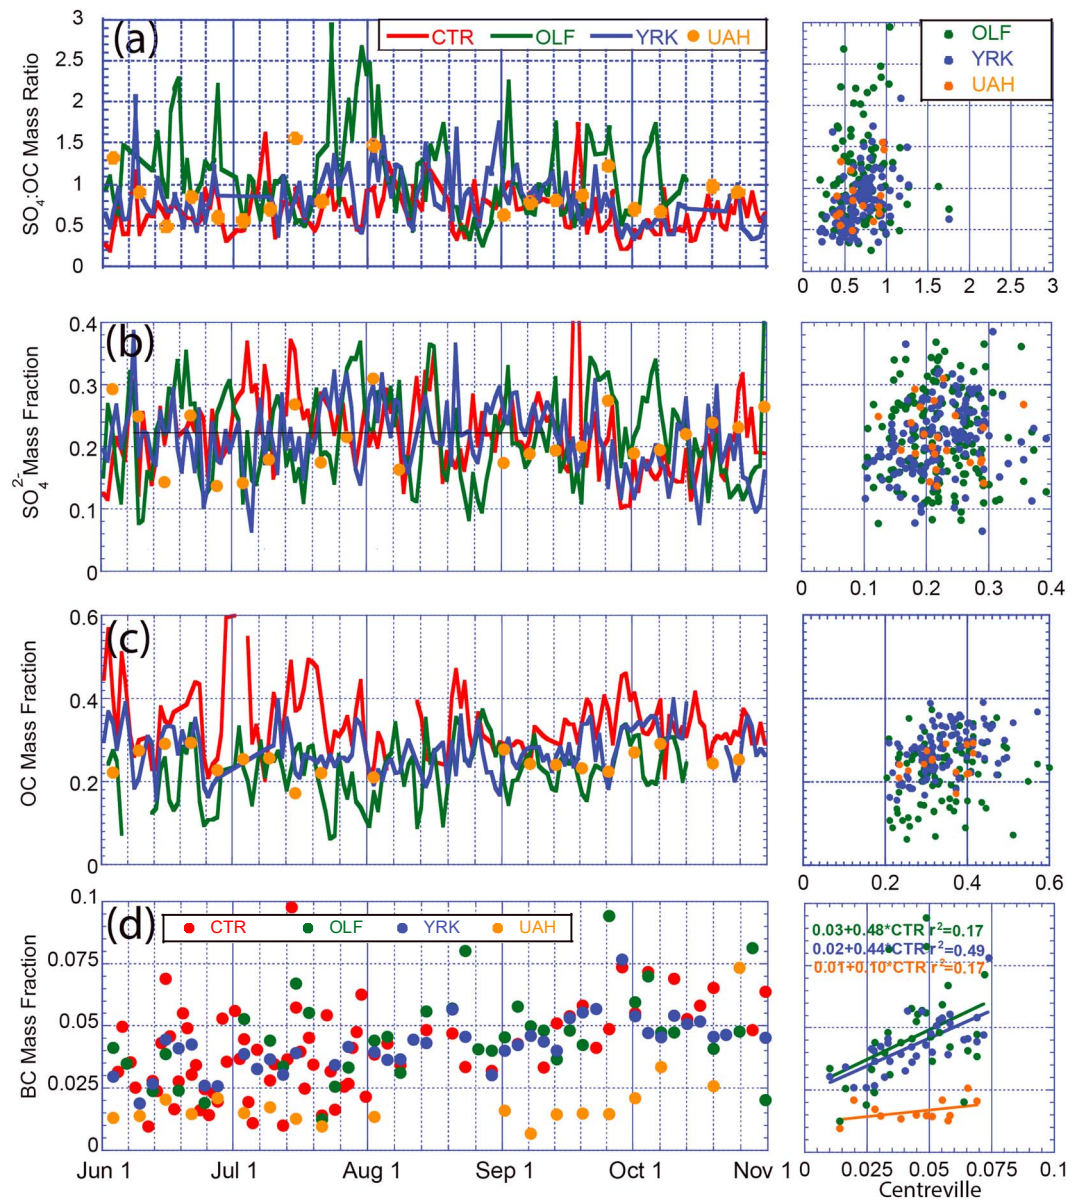 (a)
CTR OLF YRK UAH
SO4:OC Mass Ratio
3
2.5
2
1.5
1
0.5
0
OLF
YRK
UAH
0 0.5 1 1.5 2 2.5 3
(b)
SO4^2- Mass Fraction
0.4
0.3
0.2
0.1
0
0 0.1 0.2 0.3 0.4
(c)
OC Mass Fraction
0.6
0.4
0.2
0
0 0.2 0.4 0.6
(d)
CTR OLF YRK UAH
BC Mass Fraction
0.1
0.075
0.05
0.025
0
Jun 1 Jul 1 Aug 1 Sep 1 Oct 1 Nov 1
0.03+0.48*CTR r²=0.17
0.02+0.44*CTR r²=0.49
0.01+0.10*CTR r²=0.17
0 0.025 0.05 0.075 0.1
Centreville